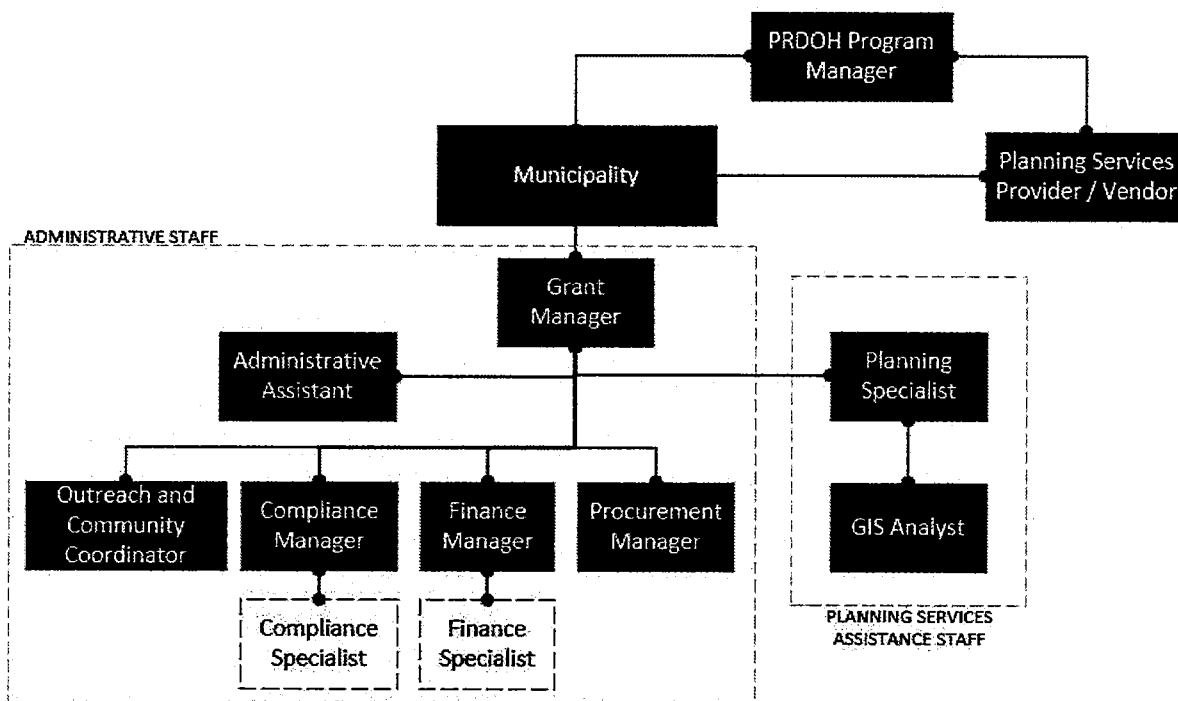 PRDOH Program
Manager
Municipality
Planning Services
Provider / Vendor
ADMINISTRATIVE STAFF
Grant
Manager
Administrative
Assistant
Planning
Specialist
Outreach and
Community
Coordinator
Compliance
Manager
Finance
Manager
Procurement
Manager
GIS Analyst
Compliance
Specialist
Finance
Specialist
PLANNING SERVICES
ASSISTANCE STAFF